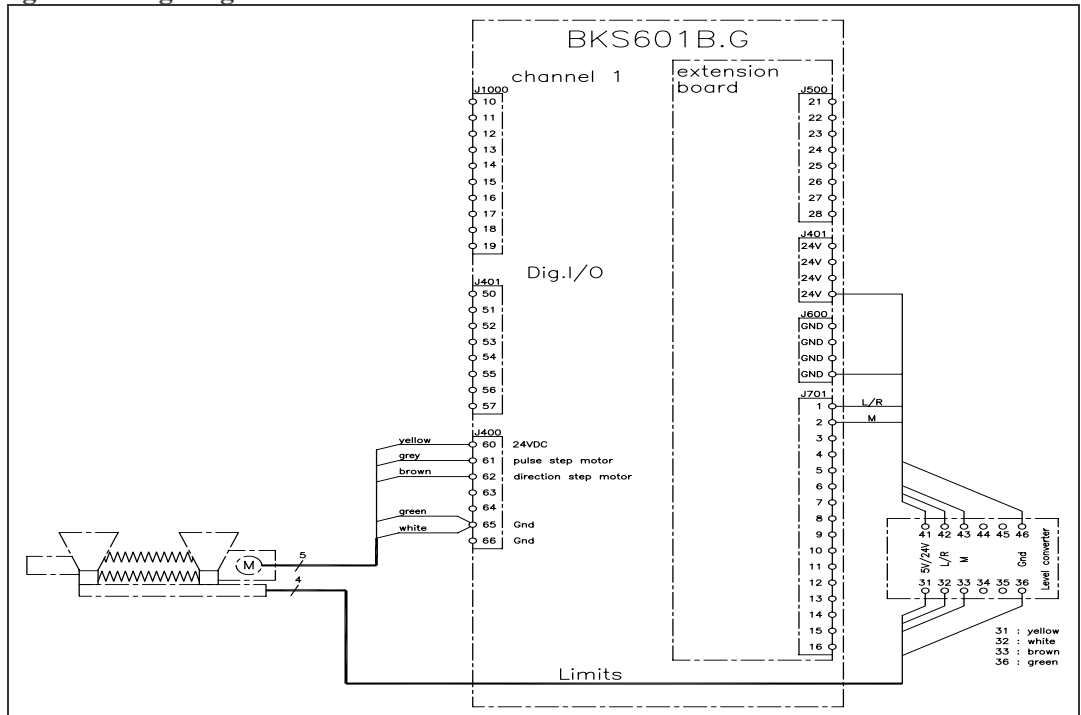 BKS601B.G
channel 1
extension
board
J1000
10
11
12
13
14
15
16
17
18
19
J500
21
22
23
24
25
26
27
28
J401
24V
24V
24V
24V
Dig.I/O
J401
50
51
52
53
54
55
56
57
J600
GND
GND
GND
GND
J701
1 L/R
2 M
3
4
5
6
7
8
9
10
11
12
13
14
15
16
J400
yellow 60 24VDC
grey 61 pulse step motor
brown 62 direction step motor
63
64
green 65 Gnd
white 66 Gnd
M
5
4
41 42 43 44 45 46
5V/24V
L/R
M
Gnd
Level converter
31 32 33 34 35 36
31 : yellow
32 : white
33 : brown
36 : green
Limits